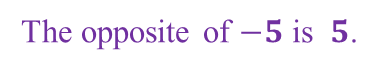 The opposite of −5 is 5.